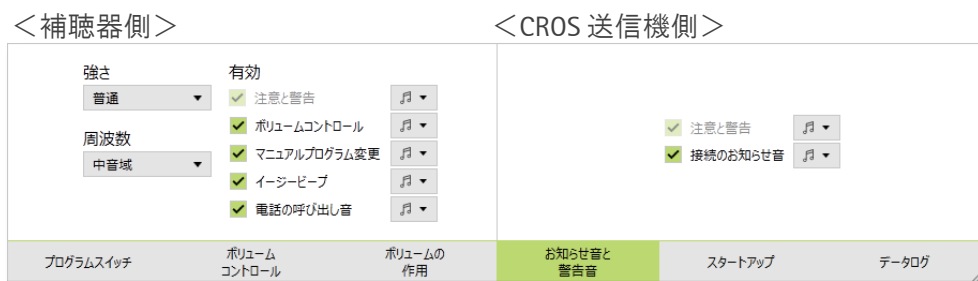 ＜補聴器側＞
＜CROS 送信機側＞
強さ
普通
周波数
中音域
有効
注意と警告
ボリュームコントロール
マニュアルプログラム変更
イージービープ
電話の呼び出し音
注意と警告
接続のお知らせ音
プログラムスイッチ
ボリューム
コントロール
ボリュームの
作用
お知らせ音と
警告音
スタートアップ
データログ